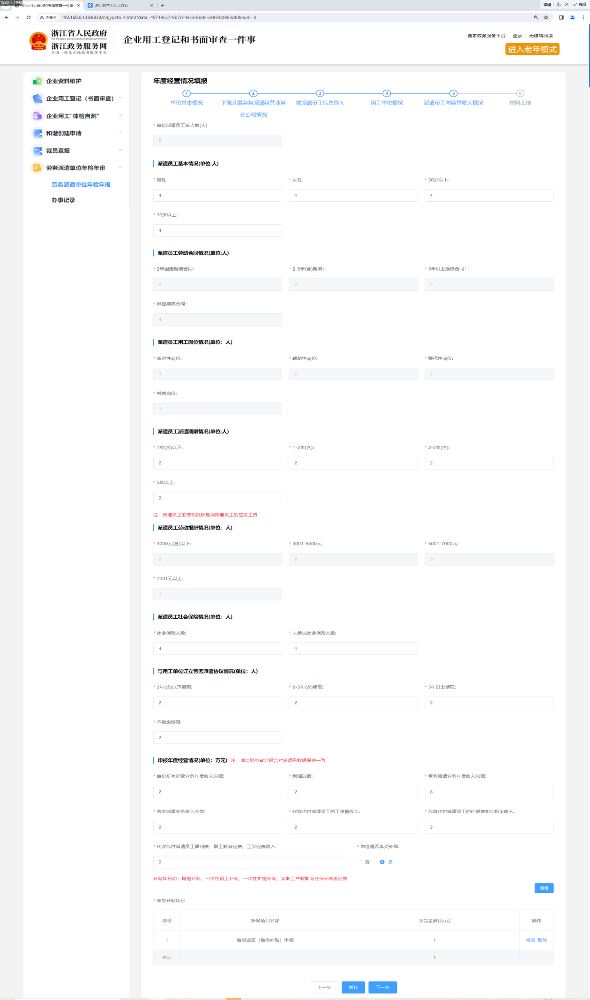 1920 × 1048
企业用工登记和书面审查一件事
浙江数字人社工作台
编辑
完成
不安全
192.168.0.138:8838/ndjyqktb_4.html?data=497196c7-9b7d-4ec3-8bdc-ce893bfe93db&num=0
浙江省人民政府
The People's Government of Zhejiang Province
浙江政务服务网
全国一体化在线政务服务平台
企业用工登记和书面审查一件事
国家政务服务平台
登录
无障碍阅读
进入老年模式
企业资料维护
企业用工登记（书面审查）
企业用工"体检自测"
和谐创建申请
裁员直报
劳务派遣单位年检年审
劳务派遣单位年检年报
办事记录
年度经营情况填报
1 2 3 4 5 6
单位基本情况
下属从事劳务派遣经营业务
分公司情况
被派遣员工信息导入
用工单位情况
派遣员工与经营收入情况
材料上传
* 单位派遣员工总人数(人)
8
派遣员工基本情况(单位:人)
* 男性 * 女性 * 30岁以下:
4 4 4
* 30岁以上:
4
派遣员工劳动合同情况(单位:人)
* 2年固定期限合同: * 2-5年(含)期限: * 5年以上期限合同:
0 2 2
* 其他期限合同:
4
派遣员工用工岗位情况(单位：人)
* 临时性岗位: * 辅助性岗位: * 替代性岗位:
3 2 2
* 其他岗位:
1
派遣员工派遣期限情况(单位:人)
* 1年(含)以下: * 1-2年(含): * 2-5年(含):
2 2 2
* 5年以上:
2
注：派遣员工的劳动报酬是指派遣员工的应发工资
派遣员工劳动报酬情况(单位：人)
* 3000元(含)以下: * 3001-5000元: * 5001-7000元:
2 2 3
* 7001元以上:
1
派遣员工社会保险情况(单位：人)
* 社会保险人数: * 未参加社会保险人数:
4 4
与用工单位订立劳务派遣协议情况(单位：人)
* 2年(含)以下期限: * 2-5年(含)期限: * 5年以上期限:
2 2 2
* 不确定期限:
2
申报年度经营情况(单位：万元) 注：请与财务审计报告对应项目数据保持一致
* 单位所有经营业务年度收入总额: * 利润总额: * 劳务派遣业务年度收入总额:
2 2 8
* 劳务派遣业务收入分类: * 代收代付派遣员工的工资薪收入: * 代收代付派遣员工的社保费和公积金收入:
2 2 2
* 代收代付派遣员工福利费、职工教育经费、工会经费收入: * 单位是否享受补贴:
2 否 是
补贴项目如：稳岗补贴、一次性留工补贴、一次性扩岗补贴、女职工产假期间社保补贴返还等
新增
* 享受补贴项目
序号 补贴项目名称 享受金额(万元) 操作
1 稳岗返还（稳岗补贴）申领 1 修改 删除
合计 1
上一步 暂存 下一步